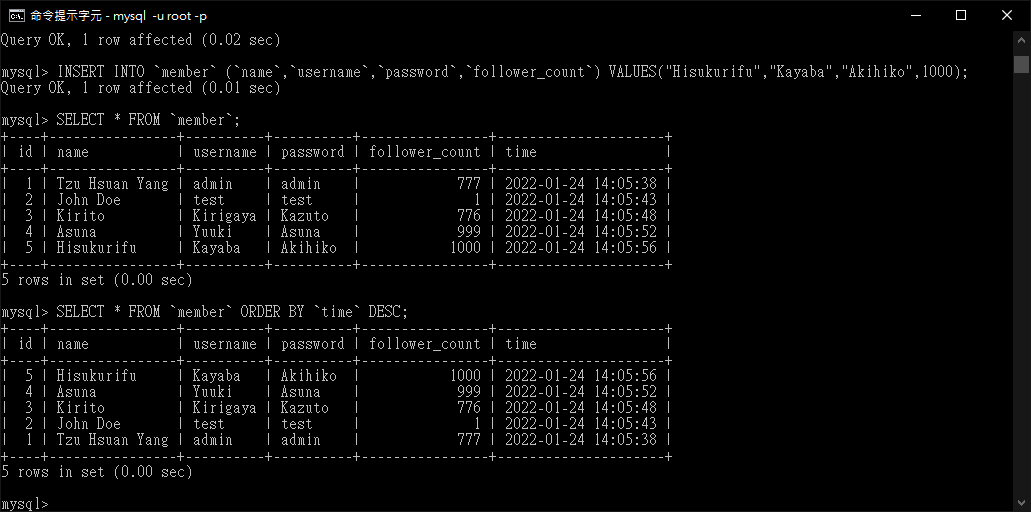 命令提示字元 - mysql -u root -p
Query OK, 1 row affected (0.02 sec)
mysql> INSERT INTO `member` (`name`,`username`,`password`,`follower_count`) VALUES("Hisukurifu","Kayaba","Akihiko",1000);
Query OK, 1 row affected (0.01 sec)
mysql> SELECT * FROM `member`;
+----+---------------+----------+----------+----------------+---------------------+
| id | name | username | password | follower_count | time |
+----+---------------+----------+----------+----------------+---------------------+
| 1 | Tzu Hsuan Yang | admin | admin | 777 | 2022-01-24 14:05:38 |
| 2 | John Doe | test | test | 1 | 2022-01-24 14:05:43 |
| 3 | Kirito | Kirigaya | Kazuto | 776 | 2022-01-24 14:05:48 |
| 4 | Asuna | Yuuki | Asuna | 999 | 2022-01-24 14:05:52 |
| 5 | Hisukurifu | Kayaba | Akihiko | 1000 | 2022-01-24 14:05:56 |
+----+---------------+----------+----------+----------------+---------------------+
5 rows in set (0.00 sec)
mysql> SELECT * FROM `member` ORDER BY `time` DESC;
+----+---------------+----------+----------+----------------+---------------------+
| id | name | username | password | follower_count | time |
+----+---------------+----------+----------+----------------+---------------------+
| 5 | Hisukurifu | Kayaba | Akihiko | 1000 | 2022-01-24 14:05:56 |
| 4 | Asuna | Yuuki | Asuna | 999 | 2022-01-24 14:05:52 |
| 3 | Kirito | Kirigaya | Kazuto | 776 | 2022-01-24 14:05:48 |
| 2 | John Doe | test | test | 1 | 2022-01-24 14:05:43 |
| 1 | Tzu Hsuan Yang | admin | admin | 777 | 2022-01-24 14:05:38 |
+----+---------------+----------+----------+----------------+---------------------+
5 rows in set (0.00 sec)
mysql>